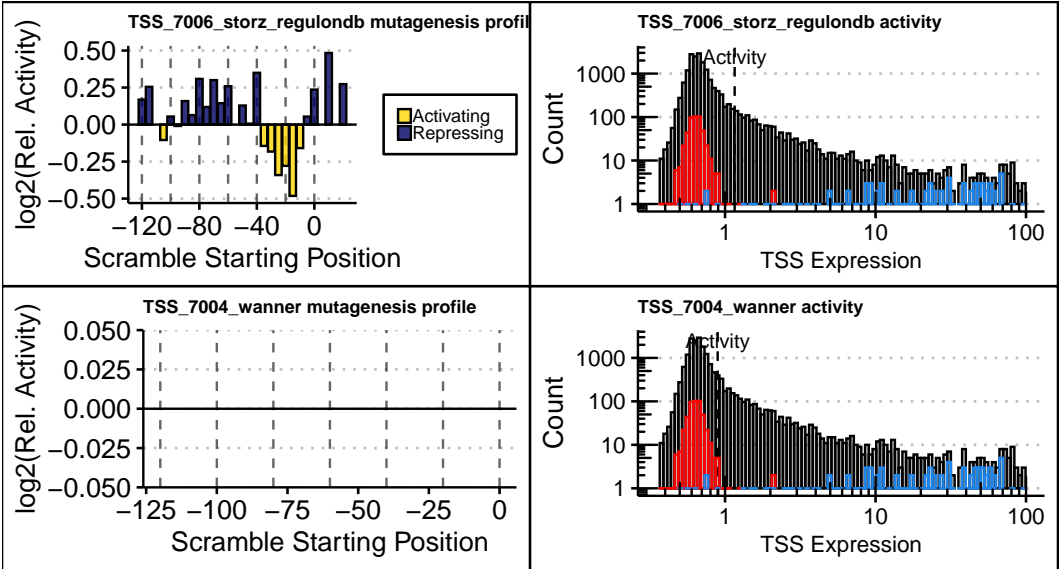 TSS_7006_storz_regulondb mutagenesis profil
log2(Rel. Activity)
0.50
0.25
0.00
−0.25
−0.50
−120 −80 −40 0
Scramble Starting Position
Activating
Repressing
TSS_7006_storz_regulondb activity
Activity
Count
1000
100
10
1
1 10 100
TSS Expression
TSS_7004_wanner mutagenesis profile
log2(Rel. Activity)
0.050
0.025
0.000
−0.025
−0.050
−125 −100 −75 −50 −25 0
Scramble Starting Position
TSS_7004_wanner activity
Activity
Count
1000
100
10
1
1 10 100
TSS Expression